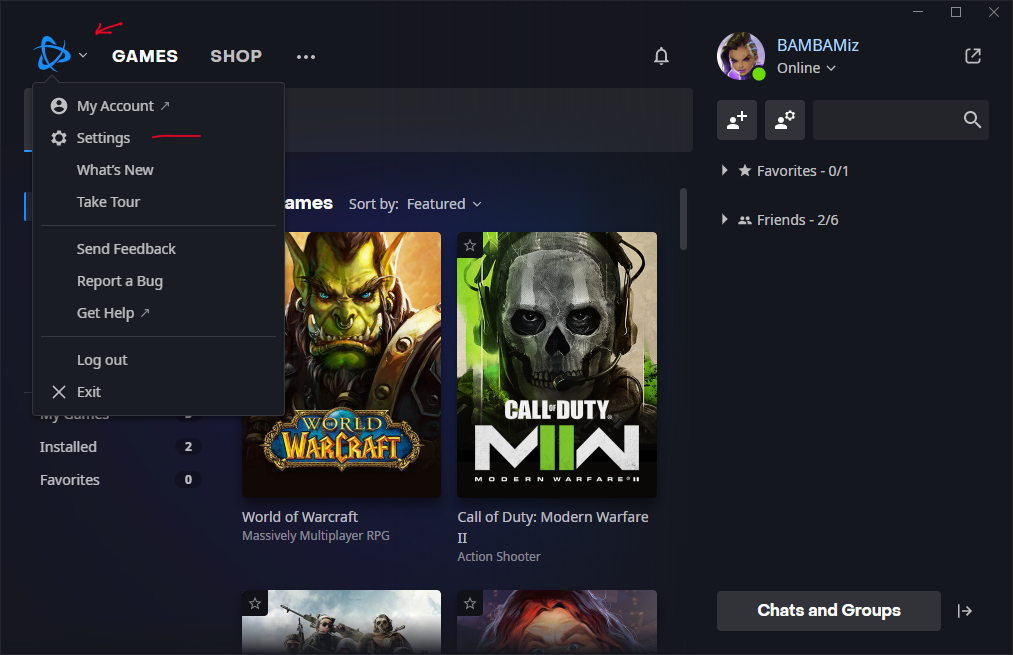 GAMES
SHOP
BAMBAMiz
Online
My Account
Settings
What's New
Take Tour
Send Feedback
Report a Bug
Get Help
Log out
Exit
ames
Sort by: Featured
My Games
Installed 2
Favorites 0
WORLD
OF
WARCRAFT
CALL OF DUTY
MWII
MODERN WARFARE II
World of Warcraft
Massively Multiplayer RPG
Call of Duty: Modern Warfare
II
Action Shooter
Favorites - 0/1
Friends - 2/6
Chats and Groups